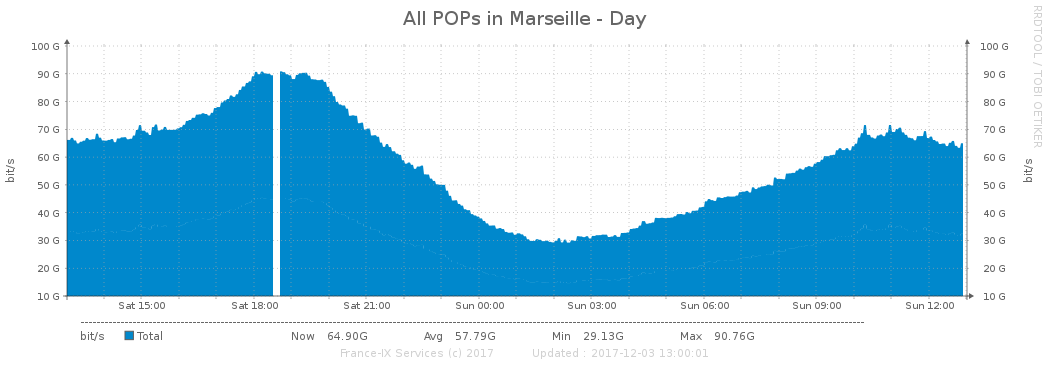 All POPs in Marseille - Day
RRDTOOL / TOBI OETIKER
bit/s
bit/s
100 G 100 G
90 G 90 G
80 G 80 G
70 G 70 G
60 G 60 G
50 G 50 G
40 G 40 G
30 G 30 G
20 G 20 G
10 G 10 G
Sat 15:00 Sat 18:00 Sat 21:00 Sun 00:00 Sun 03:00 Sun 06:00 Sun 09:00 Sun 12:00
bit/s Total Now 64.90G Avg 57.79G Min 29.13G Max 90.76G
France-IX Services (c) 2017 Updated : 2017-12-03 13:00:01